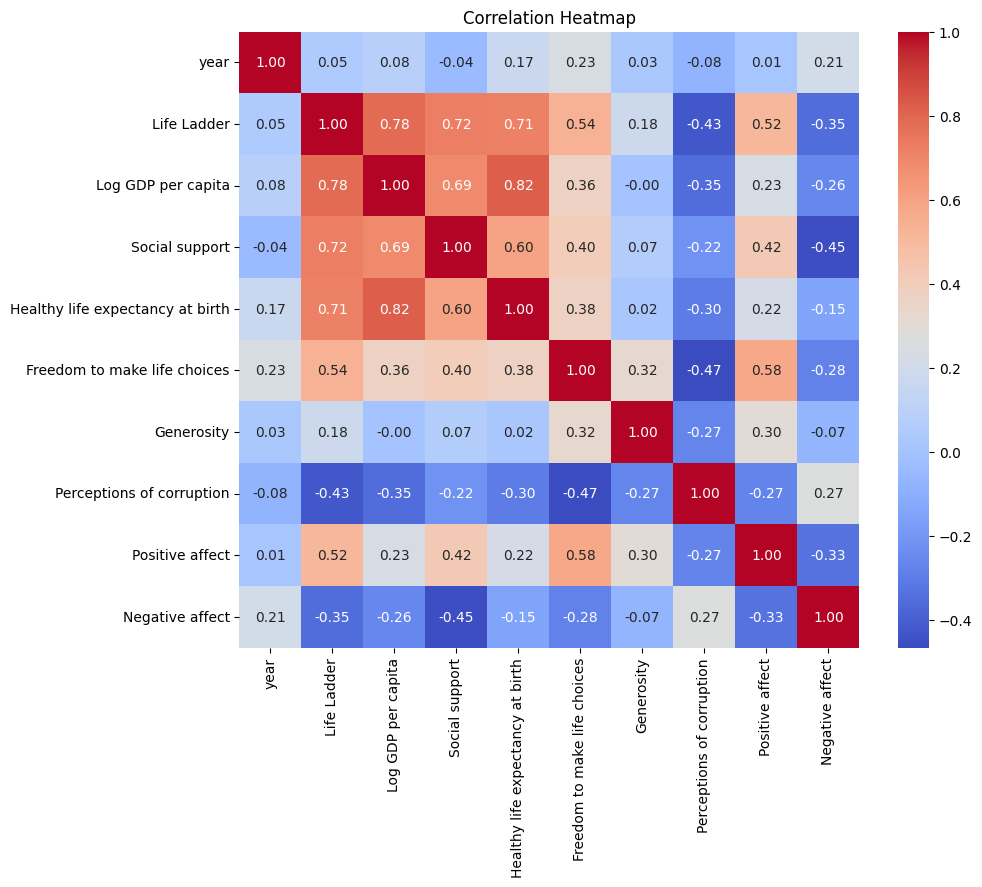 Correlation Heatmap
year 1.00 0.05 0.08 -0.04 0.17 0.23 0.03 -0.08 0.01 0.21
Life Ladder 0.05 1.00 0.78 0.72 0.71 0.54 0.18 -0.43 0.52 -0.35
Log GDP per capita 0.08 0.78 1.00 0.69 0.82 0.36 -0.00 -0.35 0.23 -0.26
Social support -0.04 0.72 0.69 1.00 0.60 0.40 0.07 -0.22 0.42 -0.45
Healthy life expectancy at birth 0.17 0.71 0.82 0.60 1.00 0.38 0.02 -0.30 0.22 -0.15
Freedom to make life choices 0.23 0.54 0.36 0.40 0.38 1.00 0.32 -0.47 0.58 -0.28
Generosity 0.03 0.18 -0.00 0.07 0.02 0.32 1.00 -0.27 0.30 -0.07
Perceptions of corruption -0.08 -0.43 -0.35 -0.22 -0.30 -0.47 -0.27 1.00 -0.27 0.27
Positive affect 0.01 0.52 0.23 0.42 0.22 0.58 0.30 -0.27 1.00 -0.33
Negative affect 0.21 -0.35 -0.26 -0.45 -0.15 -0.28 -0.07 0.27 -0.33 1.00
year
Life Ladder
Log GDP per capita
Social support
Healthy life expectancy at birth
Freedom to make life choices
Generosity
Perceptions of corruption
Positive affect
Negative affect
1.0
0.8
0.6
0.4
0.2
0.0
−0.2
−0.4